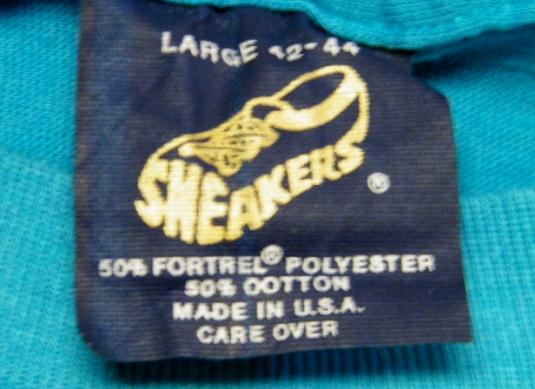 LARGE 42-44
SNEAKERS ®
50% FORTREL® POLYESTER
50% COTTON
MADE IN U.S.A.
CARE OVER